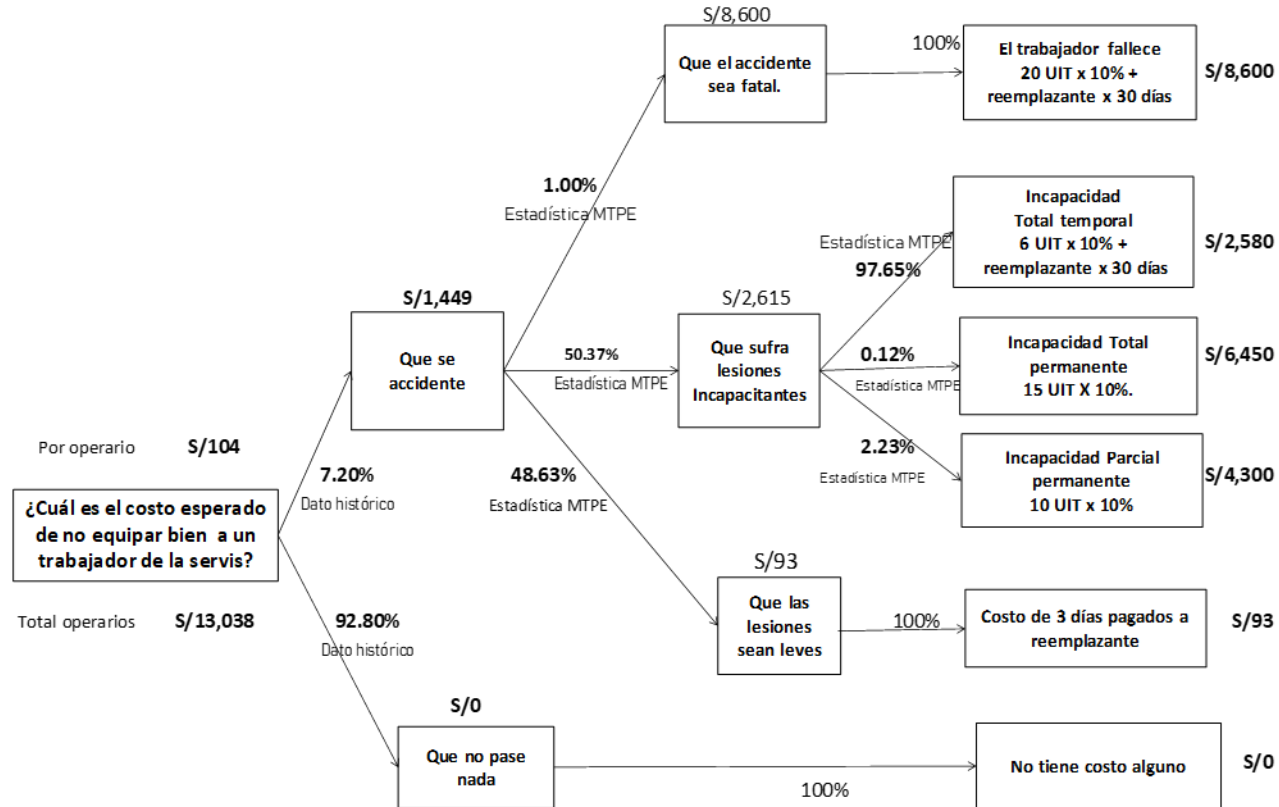 S/8,600
Que el accidente
sea fatal.
100%
El trabajador fallece
20 UIT x 10% +
reemplazante x 30 días
S/8,600
1.00%
Estadística MTPE
Incapacidad
Total temporal
6 UIT x 10% +
reemplazante x 30 días
S/2,580
Estadística MTPE
97.65%
S/1,449
Que se
accidente
50.37%
Estadística MTPE
S/2,615
Que sufra
lesiones
Incapacitantes
0.12%
Estadística MTPE
Incapacidad Total
permanente
15 UIT X 10%.
S/6,450
2.23%
Estadística MTPE
Incapacidad Parcial
permanente
10 UIT x 10%
S/4,300
Por operario S/104
7.20%
Dato histórico
48.63%
Estadística MTPE
¿Cuál es el costo esperado
de no equipar bien a un
trabajador de la servis?
Total operarios S/13,038
92.80%
Dato histórico
S/93
Que las
lesiones
sean leves
100%
Costo de 3 días pagados a
reemplazante
S/93
S/0
Que no pase
nada
100%
No tiene costo alguno
S/0